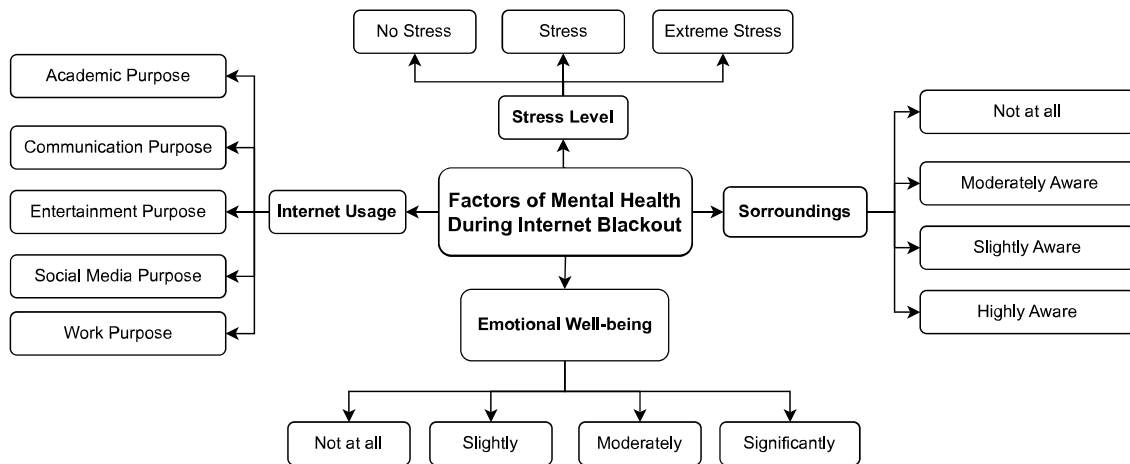 No Stress
Stress
Extreme Stress
Academic Purpose
Communication Purpose
Entertainment Purpose
Social Media Purpose
Work Purpose
Internet Usage
Stress Level
Factors of Mental Health
During Internet Blackout
Sorroundings
Not at all
Moderately Aware
Slightly Aware
Highly Aware
Emotional Well-being
Not at all
Slightly
Moderately
Significantly